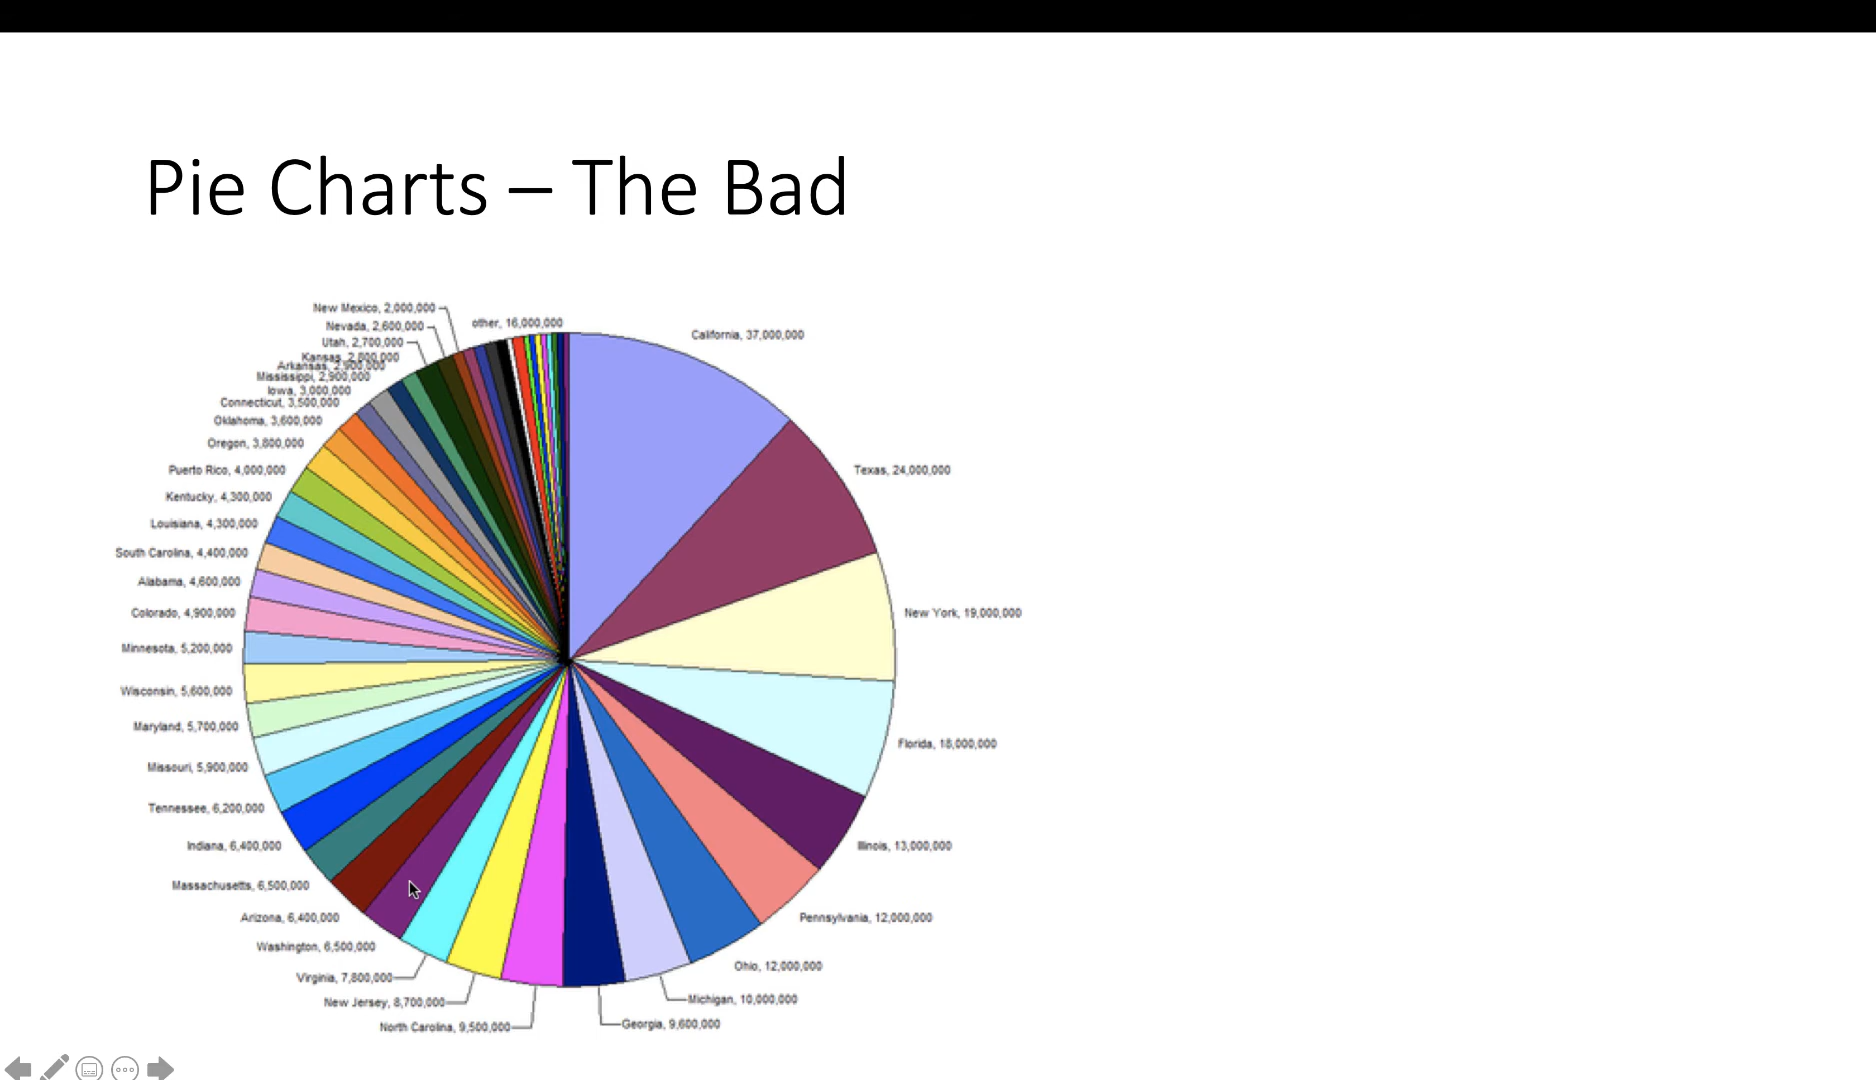 Pie Charts – The Bad
New Mexico, 2,000,000
other, 16,000,000
Nevada, 2,600,000
California, 37,000,000
Utah, 2,700,000
Kansas, 2,800,000
Arkansas, 2,900,000
Mississippi, 2,900,000
Iowa, 3,000,000
Connecticut, 3,500,000
Oklahoma, 3,600,000
Oregon, 3,800,000
Puerto Rico, 4,000,000
Texas, 24,000,000
Kentucky, 4,300,000
Louisiana, 4,300,000
South Carolina, 4,400,000
Alabama, 4,600,000
Colorado, 4,900,000
New York, 19,000,000
Minnesota, 5,200,000
Wisconsin, 5,600,000
Maryland, 5,700,000
Florida, 18,000,000
Missouri, 5,900,000
Tennessee, 6,200,000
Indiana, 6,400,000
Illinois, 13,000,000
Massachusetts, 6,500,000
Arizona, 6,400,000
Pennsylvania, 12,000,000
Washington, 6,500,000
Ohio, 12,000,000
Virginia, 7,800,000
New Jersey, 8,700,000
Michigan, 10,000,000
North Carolina, 9,500,000
Georgia, 9,600,000